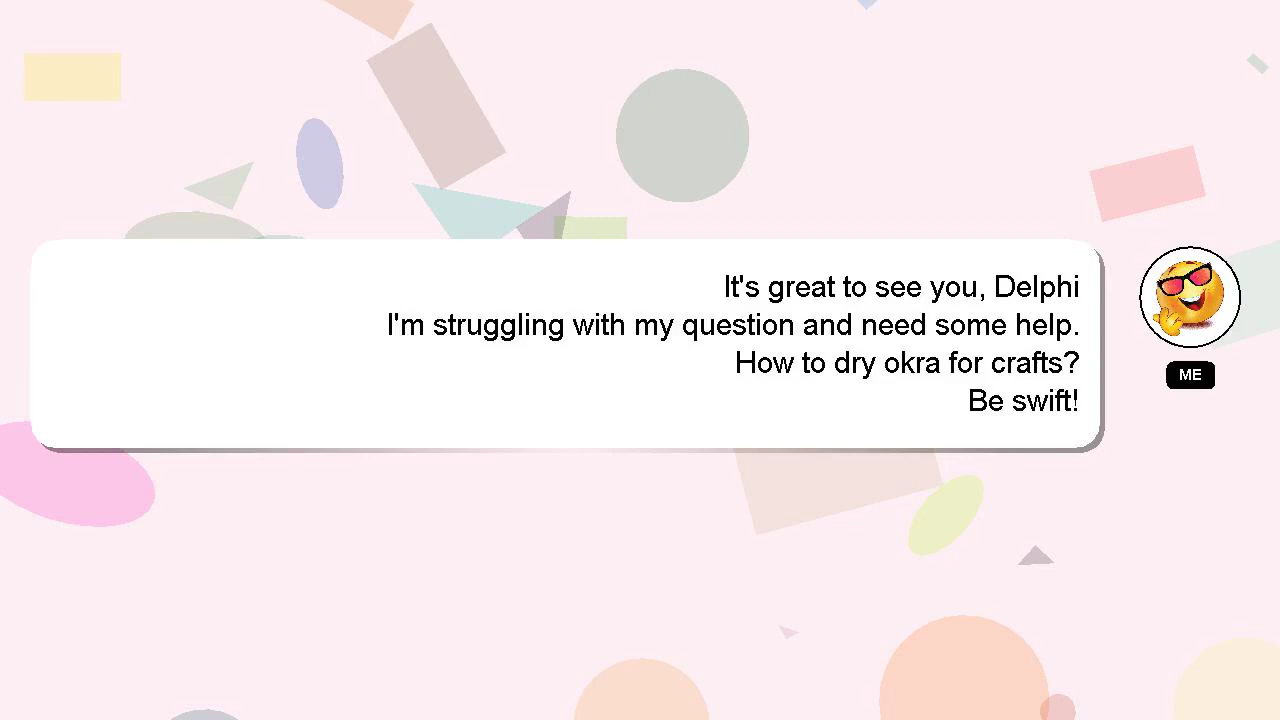 It's great to see you, Delphi
I'm struggling with my question and need some help.
How to dry okra for crafts?
Be swift!
ME